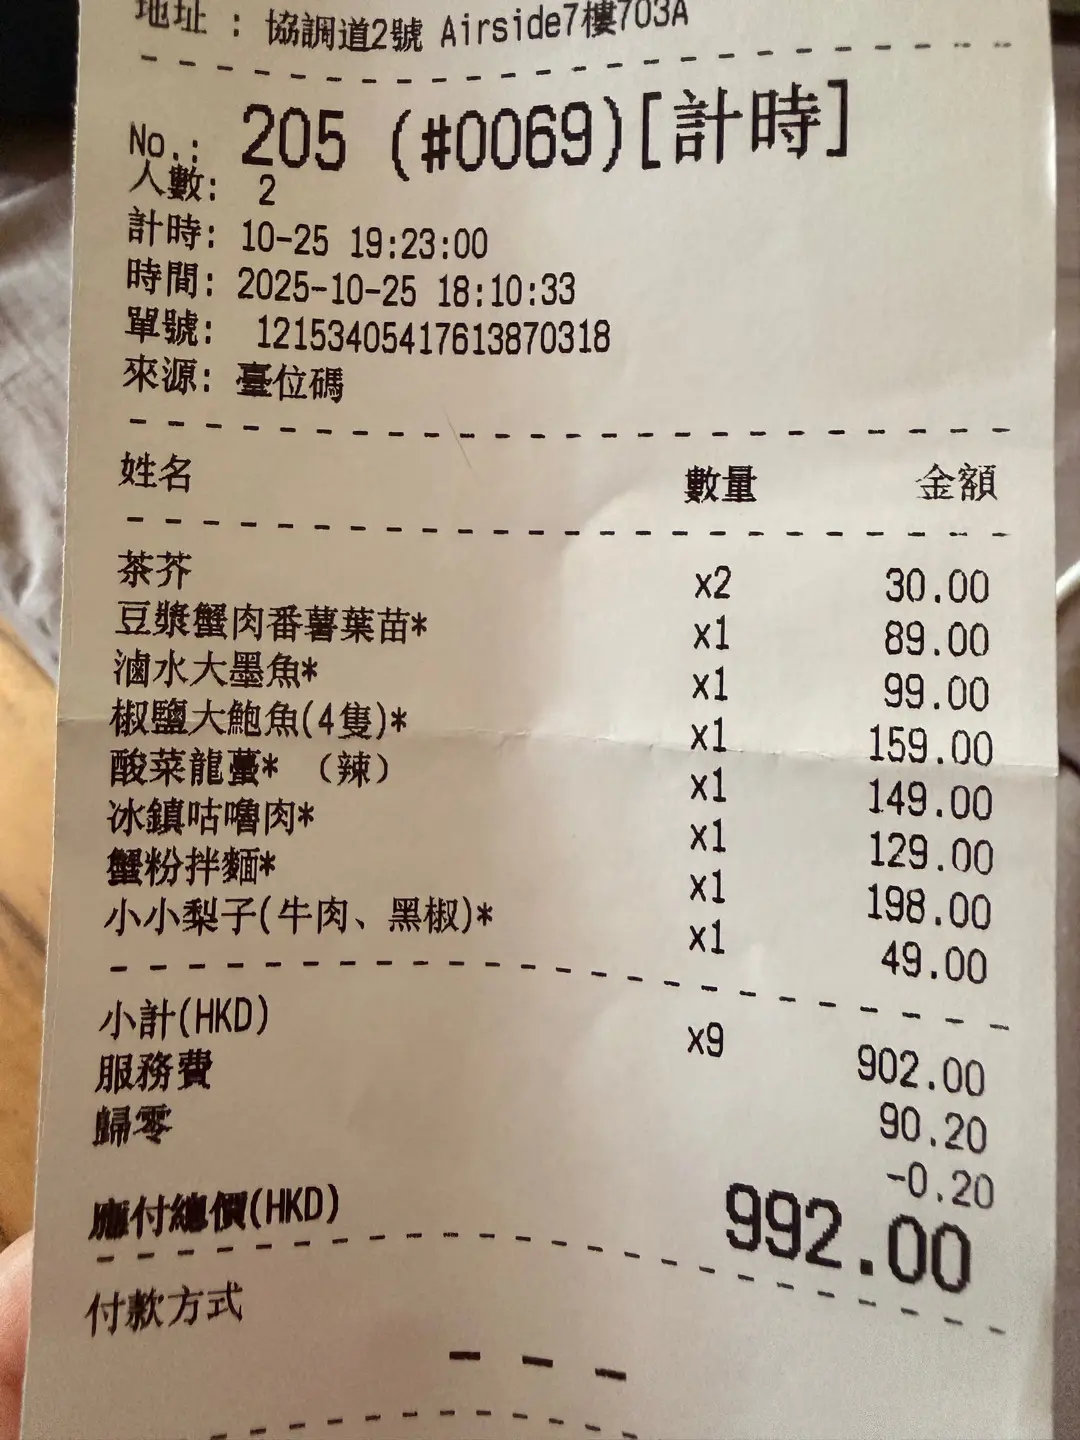 地址 : 協調道2號 Airside7樓703A
No.: 205 (#0069)[計時]
人數: 2
計時: 10-25 19:23:00
時間: 2025-10-25 18:10:33
單號: 12153405417613870318
來源: 臺位碼
姓名 數量 金額
茶芥 x2 30.00
豆漿蟹肉番薯葉苗* x1 89.00
滷水大墨魚* x1 99.00
椒鹽大鮑魚(4隻)* x1 159.00
酸菜龍躉* （辣） x1 149.00
冰鎮咕嚕肉* x1 129.00
蟹粉拌麵* x1 198.00
小小梨子(牛肉、黑椒)* x1 49.00
小計(HKD) x9 902.00
服務費 90.20
歸零 -0.20
應付總價(HKD) 992.00
付款方式